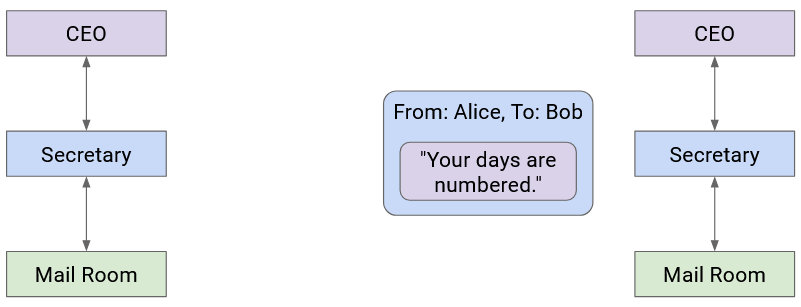 CEO
CEO
From: Alice, To: Bob
Secretary
"Your days are
numbered."
Secretary
Mail Room
Mail Room